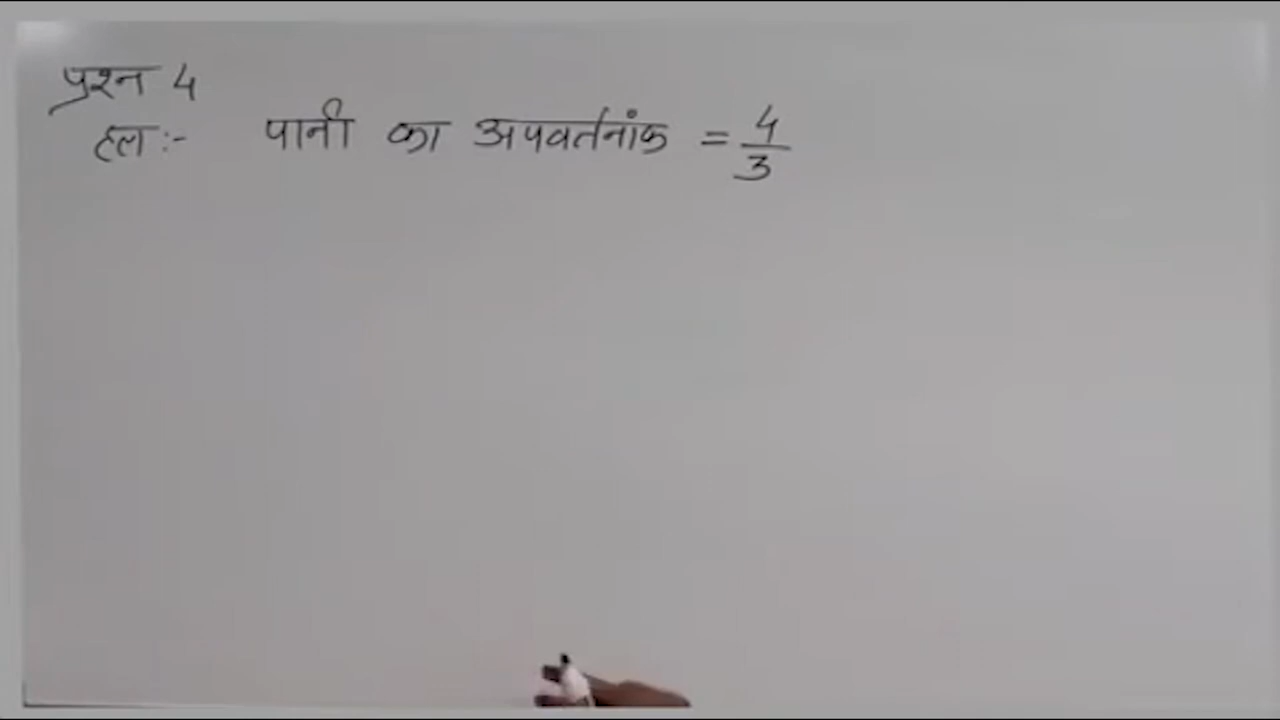 प्रश्न 4
हल :- पानी का अपवर्तनांक = 4/3